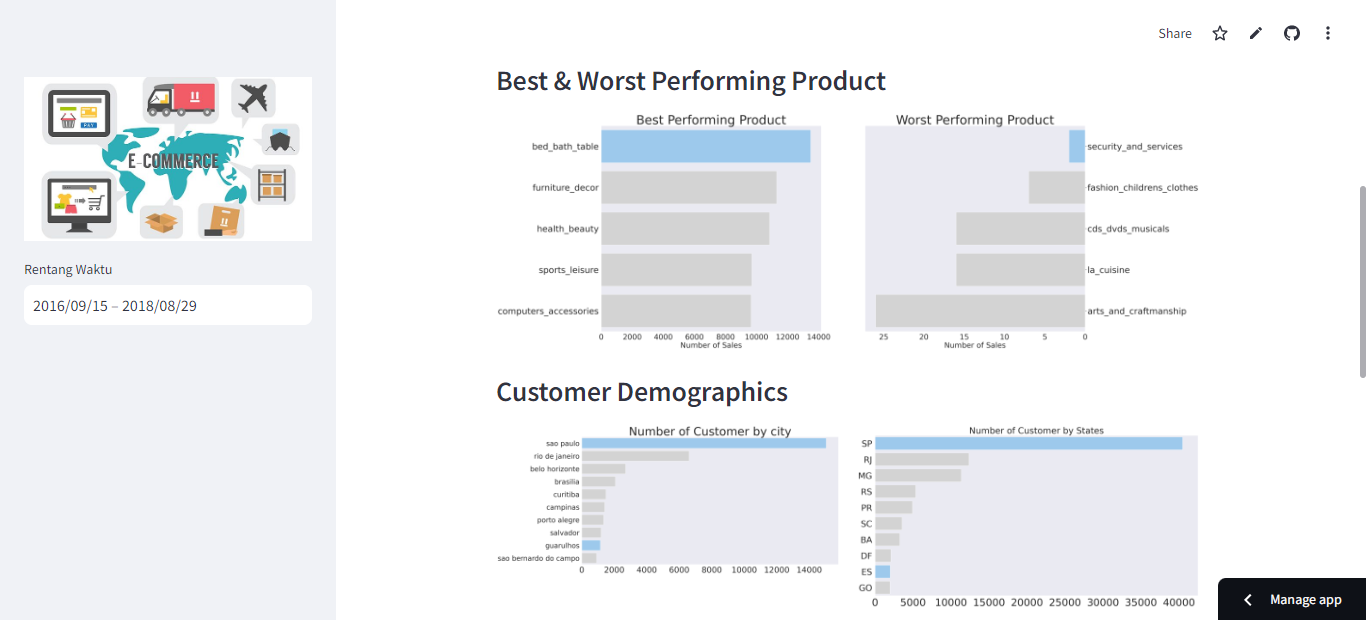 Share
E-COMMERCE
PAY
Rentang Waktu
2016/09/15 – 2018/08/29
Best & Worst Performing Product
Best Performing Product
bed_bath_table
furniture_decor
health_beauty
sports_leisure
computers_accessories
0 2000 4000 6000 8000 10000 12000 14000
Number of Sales
Worst Performing Product
security_and_services
fashion_childrens_clothes
cds_dvds_musicals
la_cuisine
arts_and_craftmanship
25 20 15 10 5 0
Number of Sales
Customer Demographics
Number of Customer by city
sao paulo
rio de janeiro
belo horizonte
brasilia
curitiba
campinas
porto alegre
salvador
guarulhos
sao bernardo do campo
0 2000 4000 6000 8000 10000 12000 14000
Number of Customer by States
SP
RJ
MG
RS
PR
SC
BA
DF
ES
GO
0 5000 10000 15000 20000 25000 30000 35000 40000
Manage app